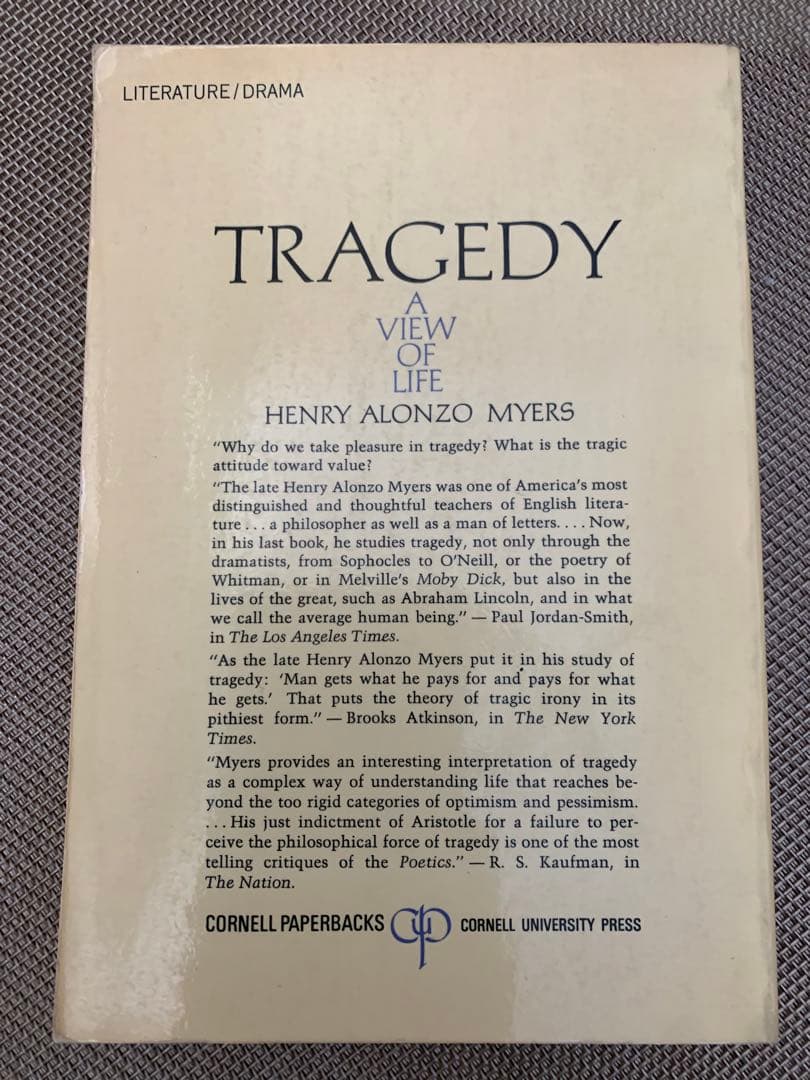 LITERATURE/DRAMA
TRAGEDY
A
VIEW
OF
LIFE
HENRY ALONZO MYERS
"Why do we take pleasure in tragedy? What is the tragic
attitude toward value?
"The late Henry Alonzo Myers was one of America's most
distinguished and thoughtful teachers of English litera-
ture . . . a philosopher as well as a man of letters. . . . Now,
in his last book, he studies tragedy, not only through the
dramatists, from Sophocles to O'Neill, or the poetry of
Whitman, or in Melville's Moby Dick, but also in the
lives of the great, such as Abraham Lincoln, and in what
we call the average human being." — Paul Jordan-Smith,
in The Los Angeles Times.
"As the late Henry Alonzo Myers put it in his study of
tragedy: 'Man gets what he pays for and pays for what
he gets.' That puts the theory of tragic irony in its
pithiest form." — Brooks Atkinson, in The New York
Times.
"Myers provides an interesting interpretation of tragedy
as a complex way of understanding life that reaches be-
yond the too rigid categories of optimism and pessimism.
. . . His just indictment of Aristotle for a failure to per-
ceive the philosophical force of tragedy is one of the most
telling critiques of the Poetics." — R. S. Kaufman, in
The Nation.
CORNELL PAPERBACKS cup CORNELL UNIVERSITY PRESS